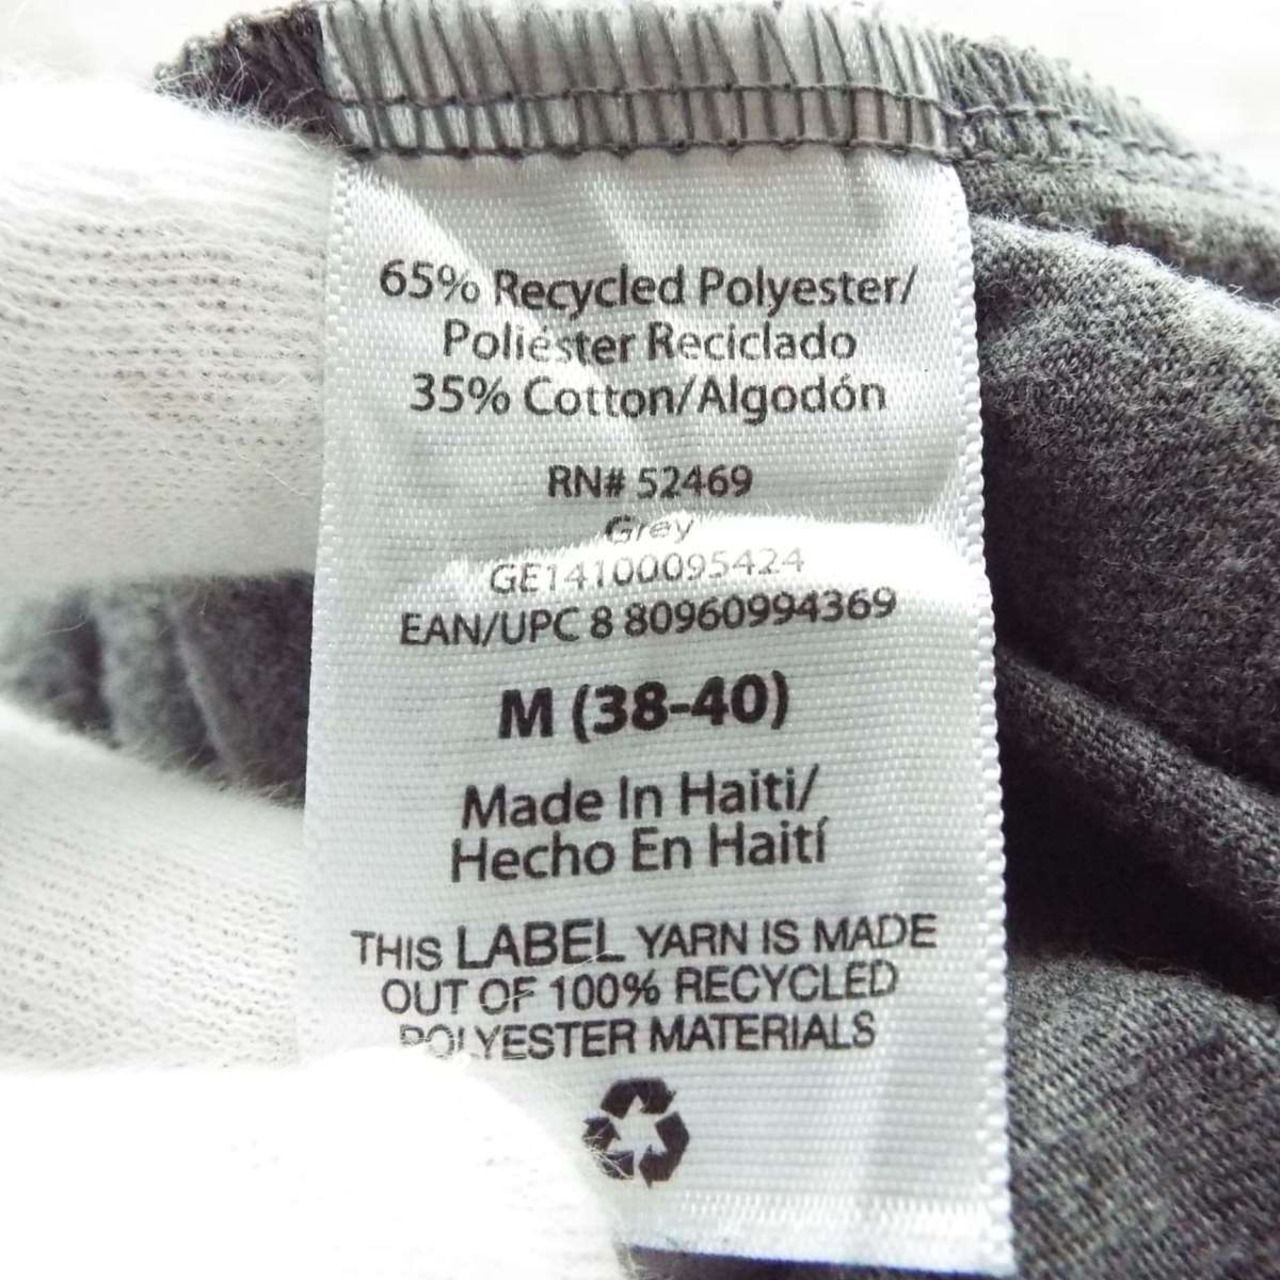 65% Recycled Polyester/
Poliéster Reciclado
35% Cotton/Algodón
RN# 52469
Grey
GE14100095424
EAN/UPC 8 80960994369
M (38-40)
Made In Haiti/
Hecho En Haití
THIS LABEL YARN IS MADE
OUT OF 100% RECYCLED
POLYESTER MATERIALS